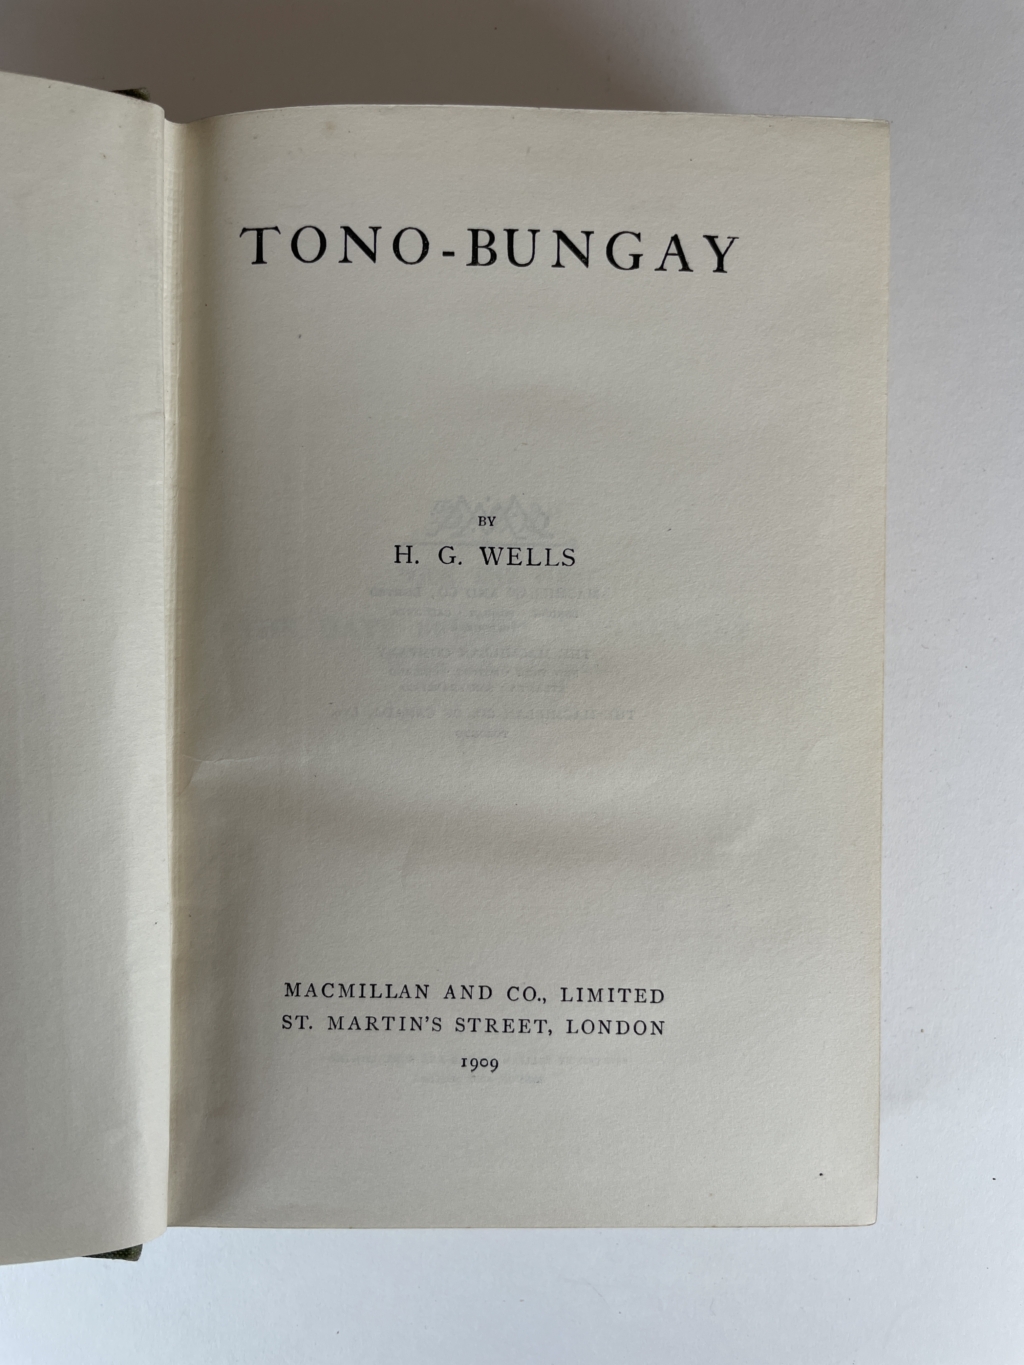 TONO-BUNGAY
BY
H. G. WELLS
MACMILLAN AND CO., LIMITED
ST. MARTIN'S STREET, LONDON
1909